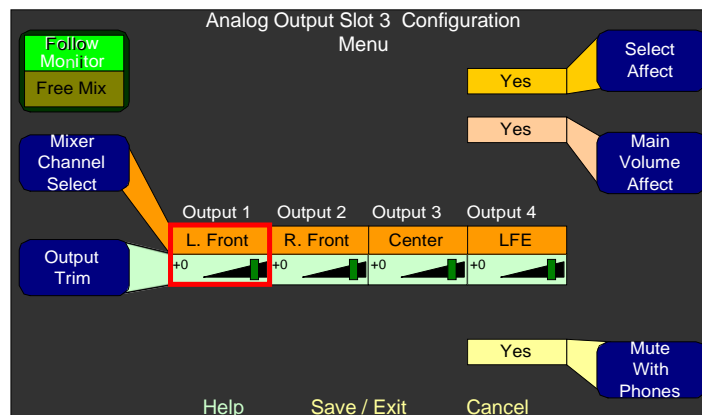 Analog Output Slot 3 Configuration
Menu
Follow
Monitor
Free Mix
Select
Affect
Yes
Yes
Main
Volume
Affect
Mixer
Channel
Select
Output 1
Output 2
Output 3
Output 4
L. Front
R. Front
Center
LFE
Output
Trim
+0
+0
+0
+0
Yes
Mute
With
Phones
Help
Save / Exit
Cancel